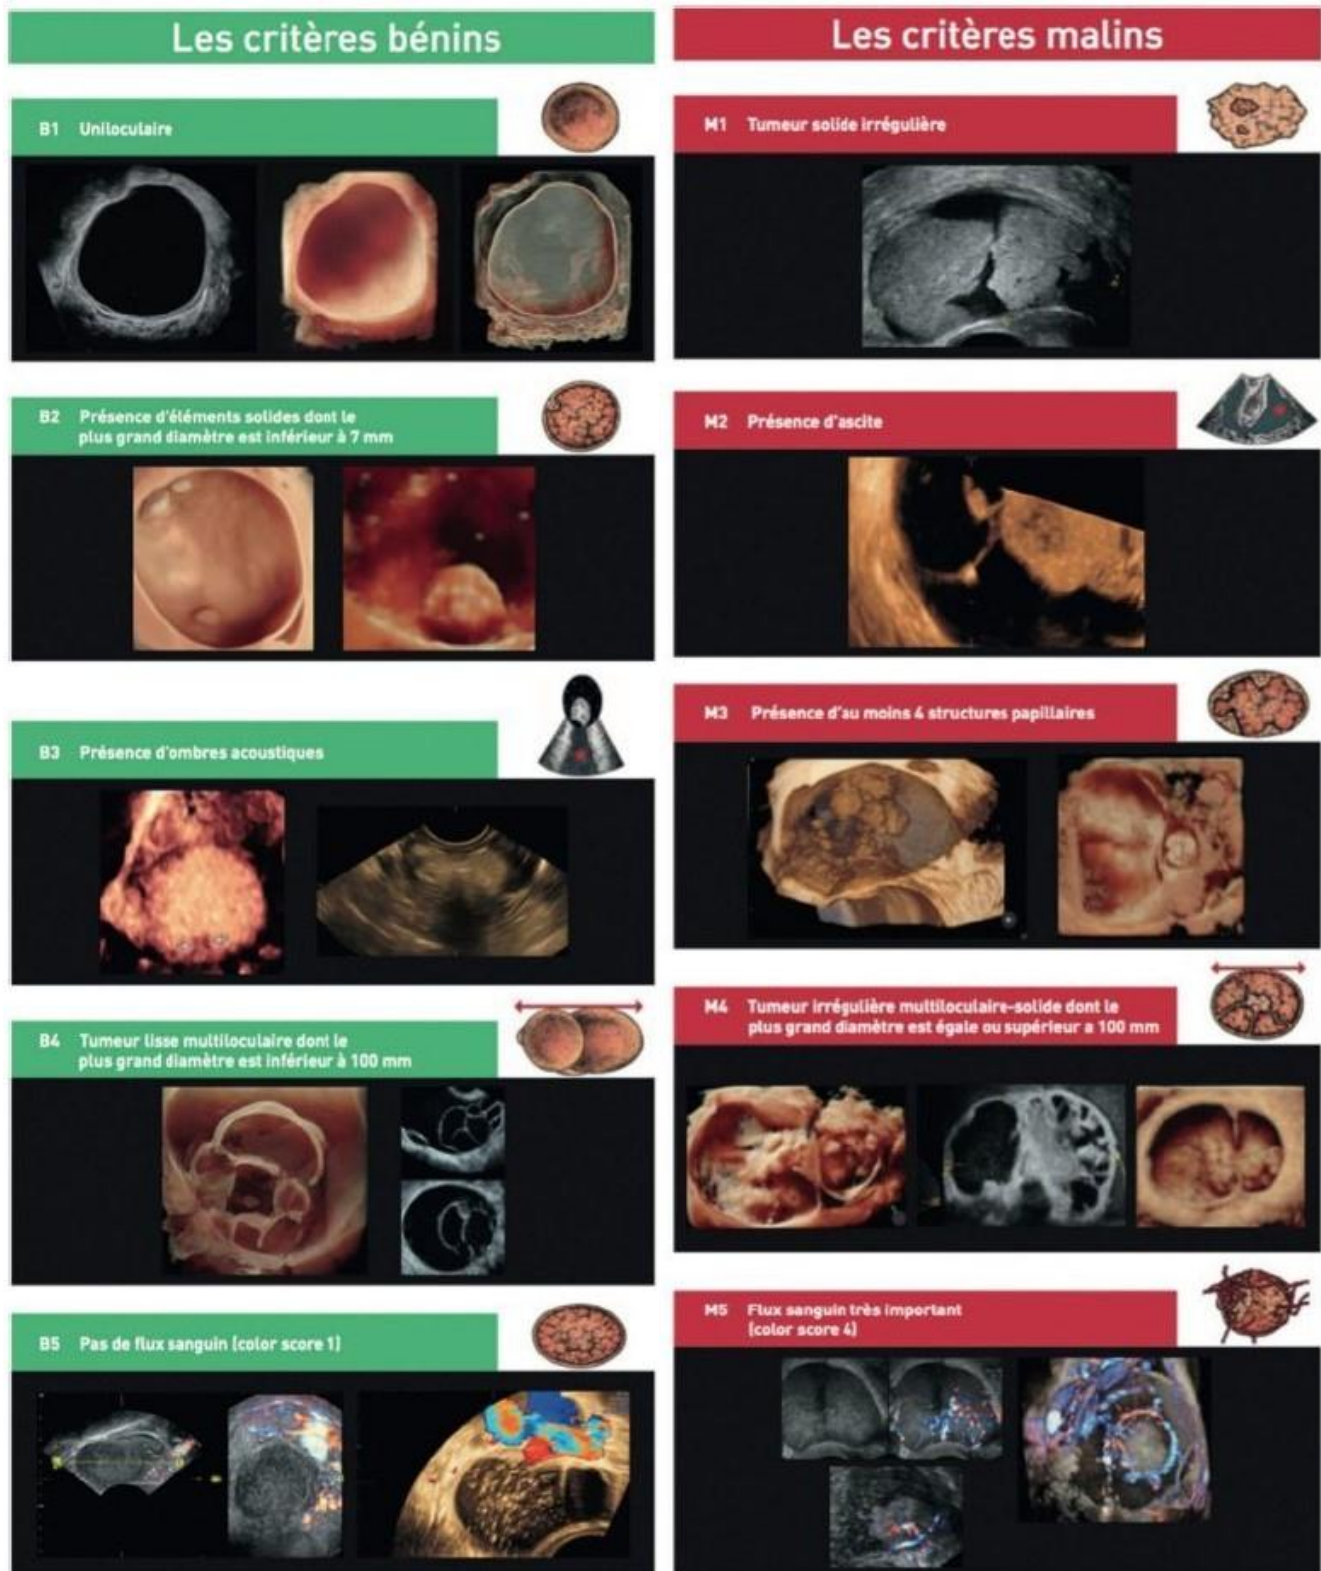 Les critères bénins
B1 Uniloculaire
B2 Présence d'éléments solides dont le
plus grand diamètre est inférieur à 7 mm
B3 Présence d'ombres acoustiques
B4 Tumeur lisse multiloculaire dont le
plus grand diamètre est inférieur à 100 mm
B5 Pas de flux sanguin (color score 1)
Les critères malins
M1 Tumeur solide irrégulière
M2 Présence d'ascite
M3 Présence d'au moins 4 structures papillaires
M4 Tumeur irrégulière multiloculaire-solide dont le
plus grand diamètre est égale ou supérieur a 100 mm
M5 Flux sanguin très important
(color score 4)